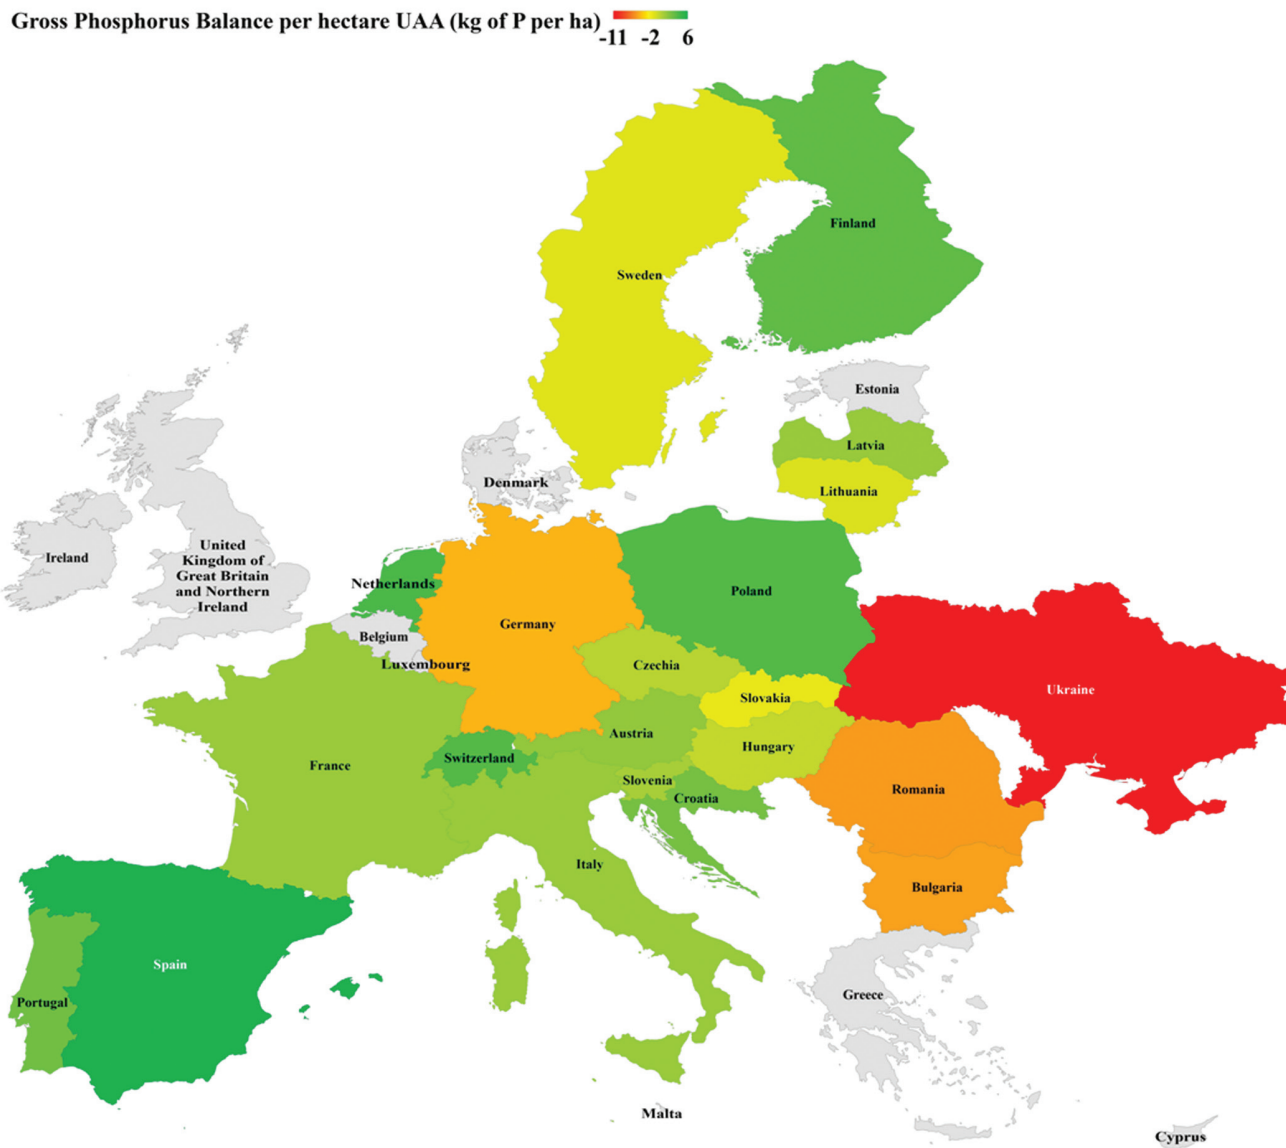 Gross Phosphorus Balance per hectare UAA (kg of P per ha)
-11 -2 6
Finland
Sweden
Estonia
Latvia
Denmark
Lithuania
United
Kingdom of
Great Britain
and Northern
Ireland
Ireland
Netherlands
Poland
Germany
Belgium
Czechia
Luxembourg
Ukraine
Slovakia
Austria
Hungary
Switzerland
France
Slovenia
Romania
Croatia
Italy
Bulgaria
Spain
Greece
Portugal
Malta
Cyprus